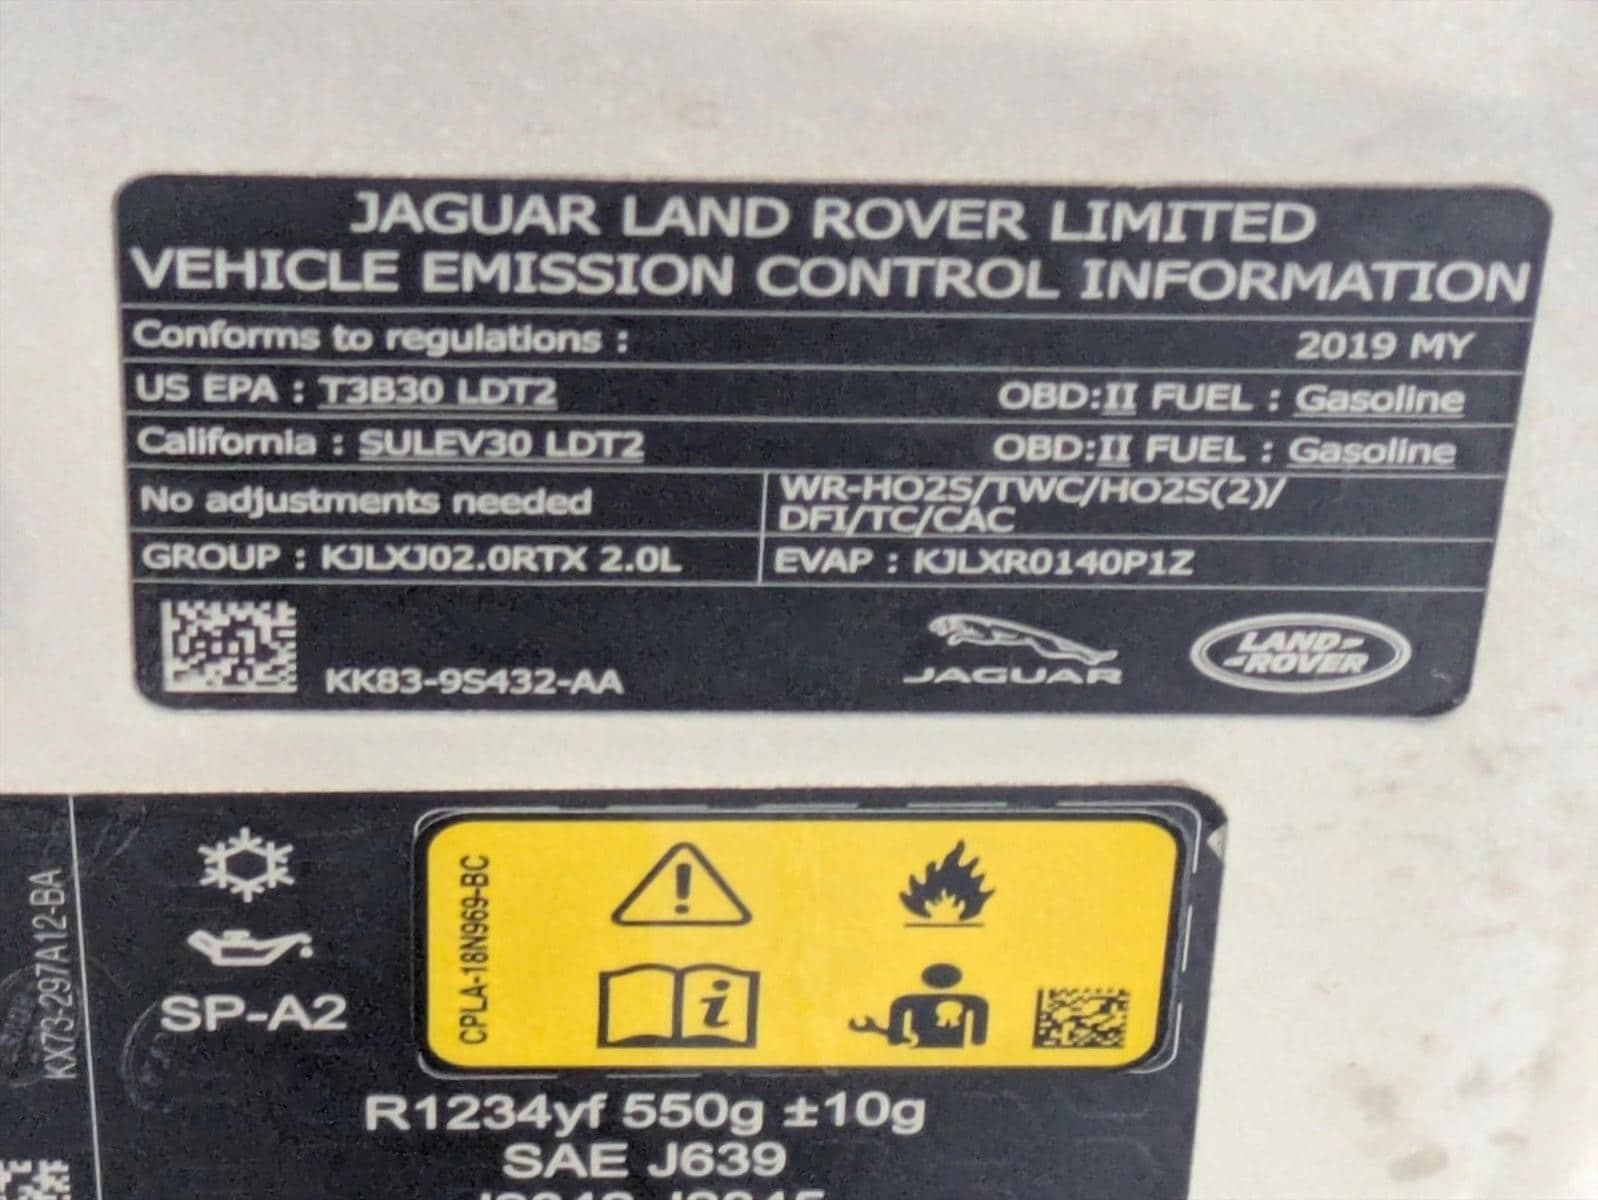 JAGUAR LAND ROVER LIMITED
VEHICLE EMISSION CONTROL INFORMATION
Conforms to regulations : 2019 MY
US EPA : T3B30 LDT2 OBD:II FUEL : Gasoline
California : SULEV30 LDT2 OBD:II FUEL : Gasoline
No adjustments needed
WR-HO2S/TWC/HO2S(2)/
DFI/TC/CAC
GROUP : KJLXJ02.0RTX 2.0L
EVAP : KJLXR0140P1Z
KK83-9S432-AA
JAGUAR
LAND-
-ROVER
KX73-297A12-BA
SP-A2
CPLA-18N969-BC
R1234yf 550g ±10g
SAE J639